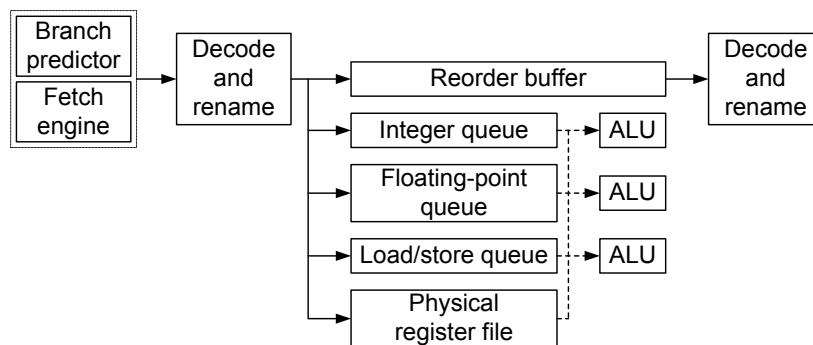 Branch
predictor
Fetch
engine
Decode
and
rename
Reorder buffer
Integer queue
Floating-point
queue
Load/store queue
Physical
register file
ALU
ALU
ALU
Decode
and
rename